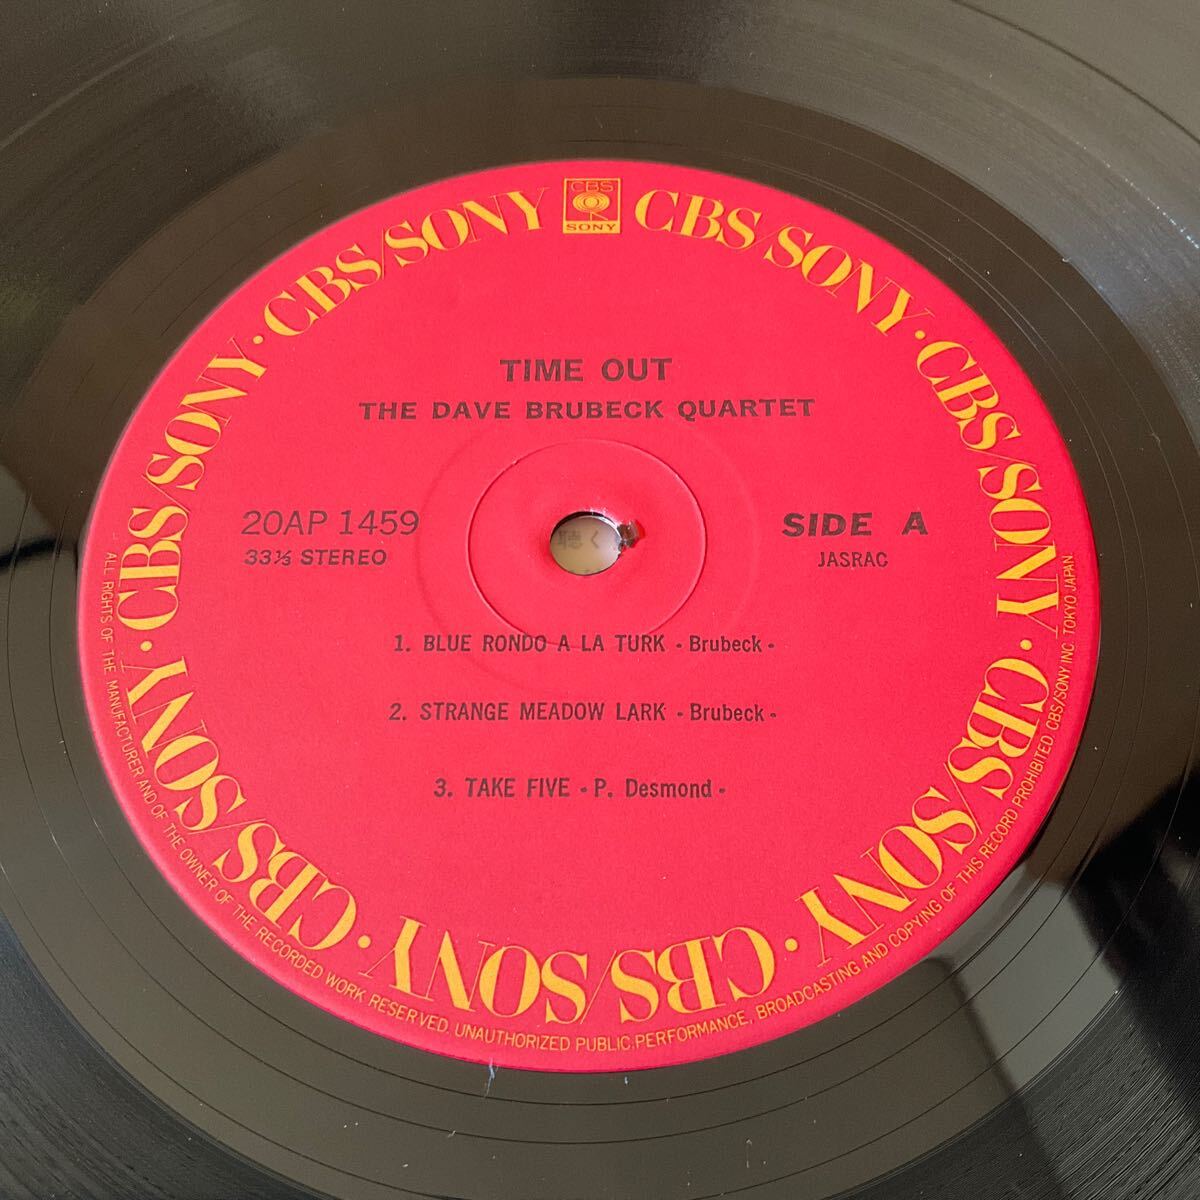 CBS/SONY · CBS/SONY · CBS/SONY · CBS/SONY · CBS/SONY · CBS/SONY · CBS/SONY · CBS/SONY
CBS
SONY
TIME OUT
THE DAVE BRUBECK QUARTET
20AP 1459
33⅓ STEREO
SIDE A
JASRAC
聴く
1. BLUE RONDO A LA TURK - Brubeck -
2. STRANGE MEADOW LARK - Brubeck -
3. TAKE FIVE - P. Desmond -
ALL RIGHTS OF THE MANUFACTURER AND OF THE OWNER OF THE RECORDED WORK RESERVED. UNAUTHORIZED PUBLIC, PERFORMANCE, BROADCASTING AND COPYING OF THIS RECORD PROHIBITED CBS/SONY INC. TOKYO JAPAN